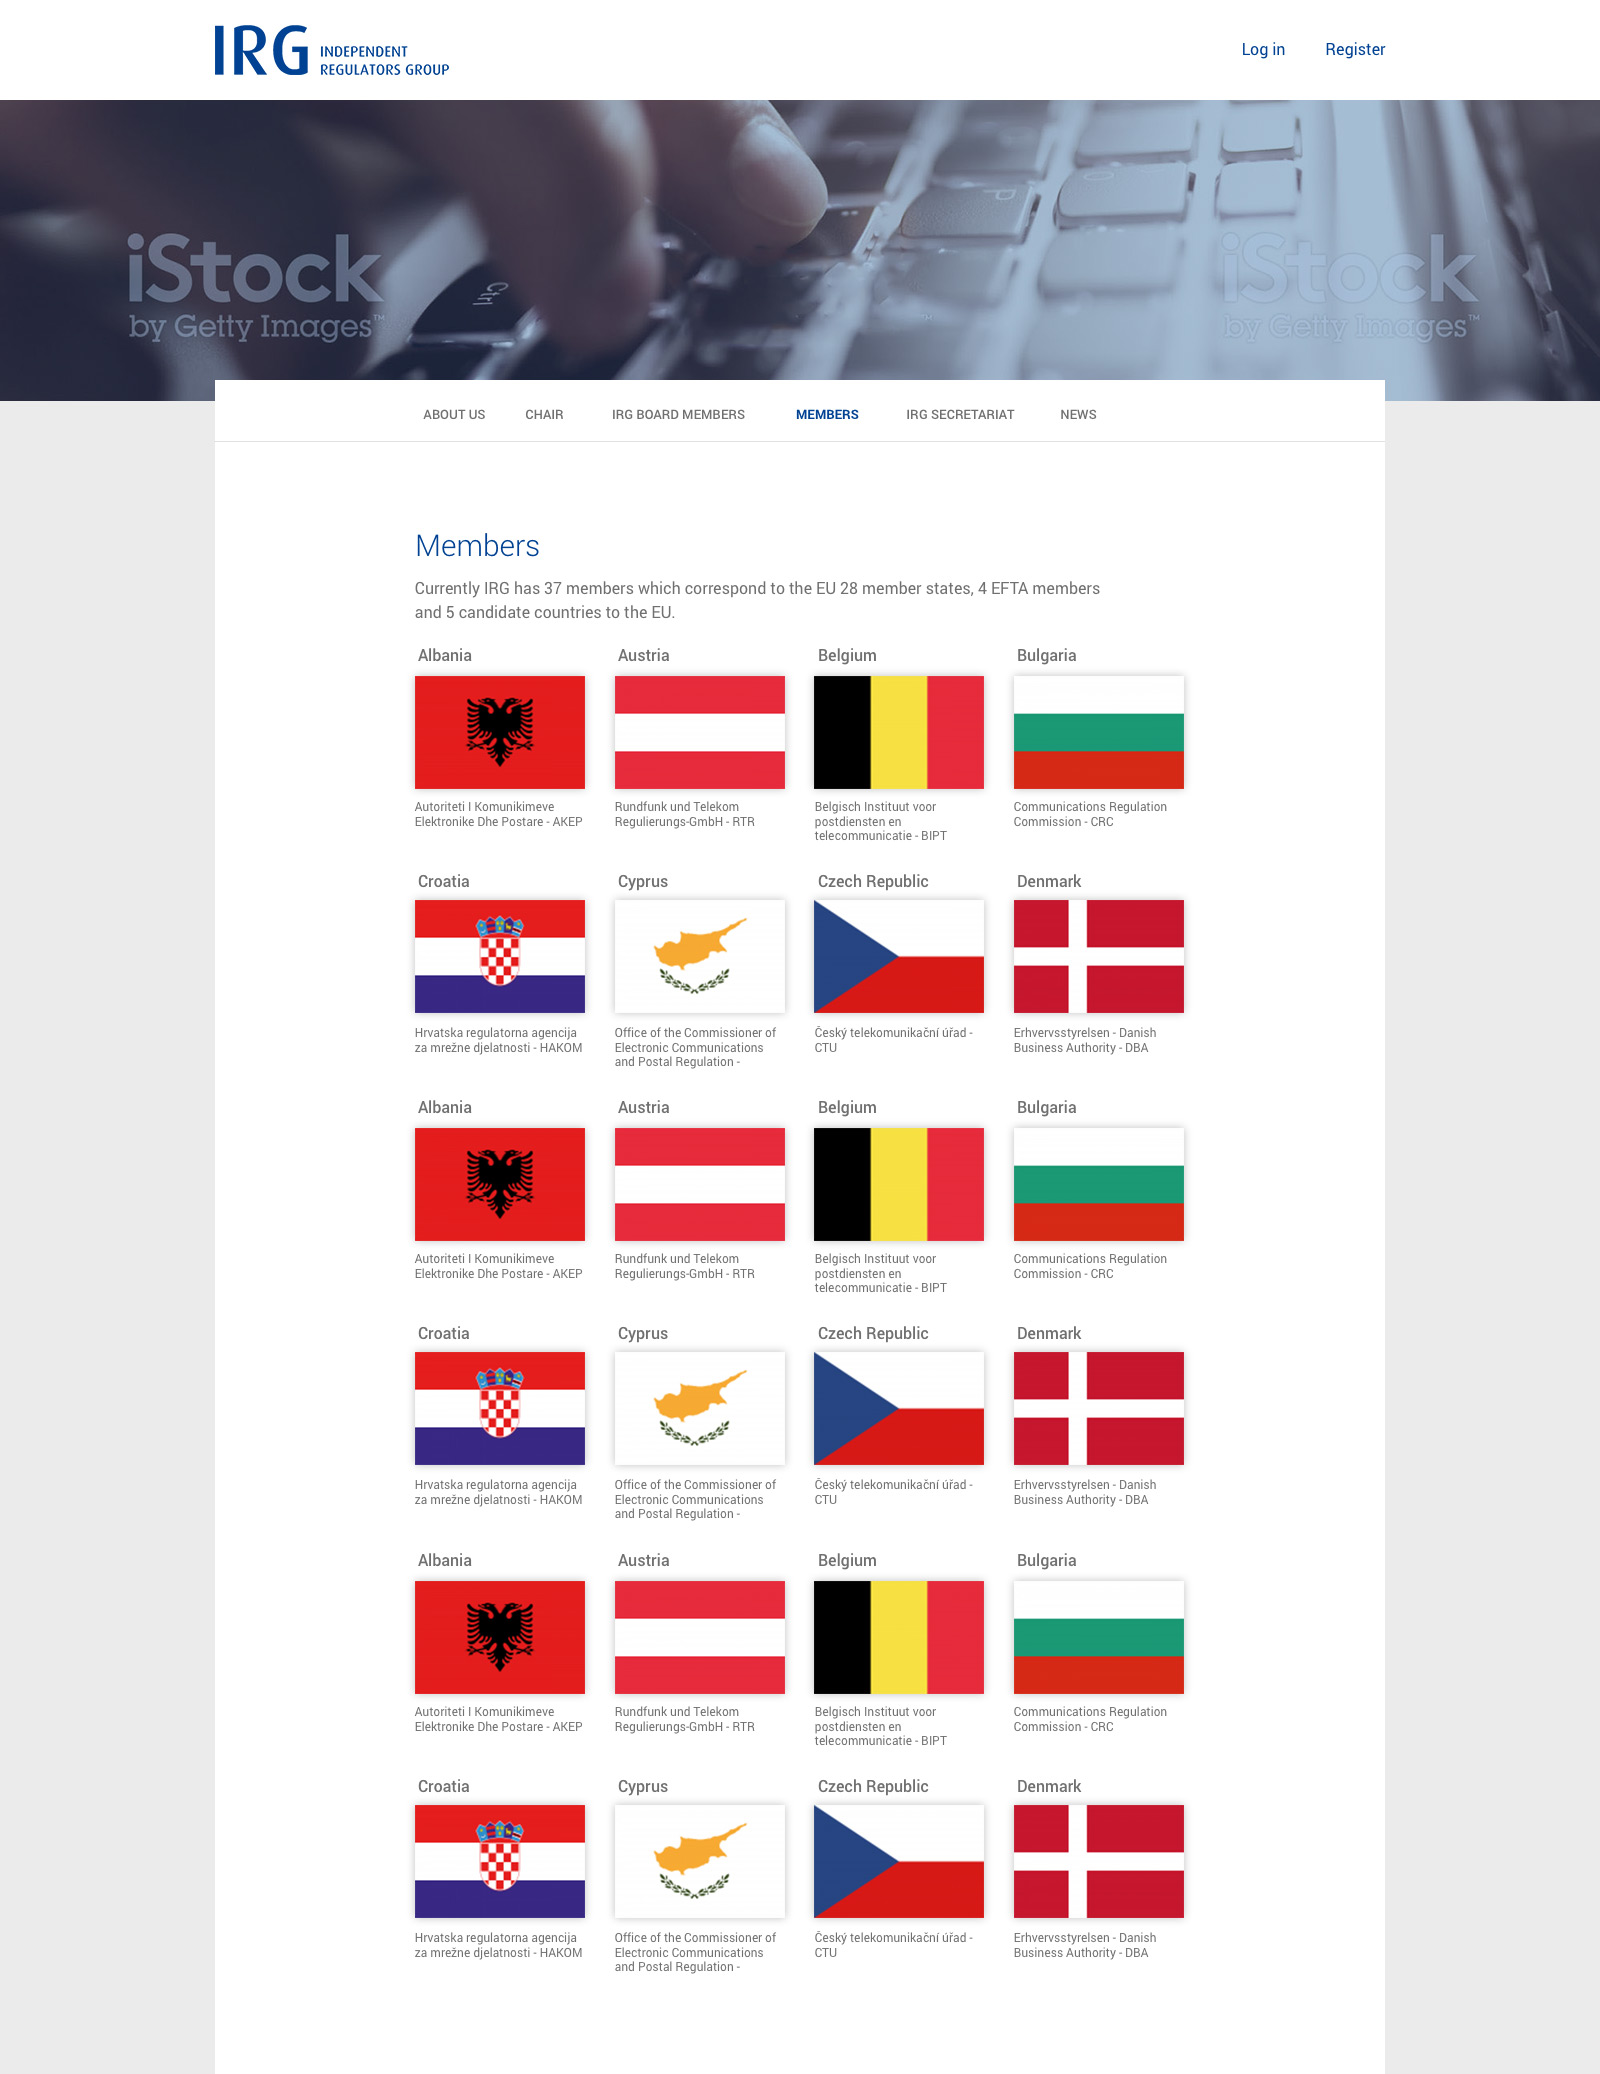 IRG INDEPENDENT
REGULATORS GROUP
Log in Register
iStock
by Getty Images™
iStock
by Getty Images™
ABOUT US CHAIR IRG BOARD MEMBERS MEMBERS IRG SECRETARIAT NEWS
Members
Currently IRG has 37 members which correspond to the EU 28 member states, 4 EFTA members
and 5 candidate countries to the EU.
Albania
Austria
Belgium
Bulgaria
Autoriteti I Komunikimeve
Elektronike Dhe Postare - AKEP
Rundfunk und Telekom
Regulierungs-GmbH - RTR
Belgisch Instituut voor
postdiensten en
telecommunicatie - BIPT
Communications Regulation
Commission - CRC
Croatia
Cyprus
Czech Republic
Denmark
Hrvatska regulatorna agencija
za mrežne djelatnosti - HAKOM
Office of the Commissioner of
Electronic Communications
and Postal Regulation -
Český telekomunikační úřad -
CTU
Erhvervsstyrelsen - Danish
Business Authority - DBA
Albania
Austria
Belgium
Bulgaria
Autoriteti I Komunikimeve
Elektronike Dhe Postare - AKEP
Rundfunk und Telekom
Regulierungs-GmbH - RTR
Belgisch Instituut voor
postdiensten en
telecommunicatie - BIPT
Communications Regulation
Commission - CRC
Croatia
Cyprus
Czech Republic
Denmark
Hrvatska regulatorna agencija
za mrežne djelatnosti - HAKOM
Office of the Commissioner of
Electronic Communications
and Postal Regulation -
Český telekomunikační úřad -
CTU
Erhvervsstyrelsen - Danish
Business Authority - DBA
Albania
Austria
Belgium
Bulgaria
Autoriteti I Komunikimeve
Elektronike Dhe Postare - AKEP
Rundfunk und Telekom
Regulierungs-GmbH - RTR
Belgisch Instituut voor
postdiensten en
telecommunicatie - BIPT
Communications Regulation
Commission - CRC
Croatia
Cyprus
Czech Republic
Denmark
Hrvatska regulatorna agencija
za mrežne djelatnosti - HAKOM
Office of the Commissioner of
Electronic Communications
and Postal Regulation -
Český telekomunikační úřad -
CTU
Erhvervsstyrelsen - Danish
Business Authority - DBA